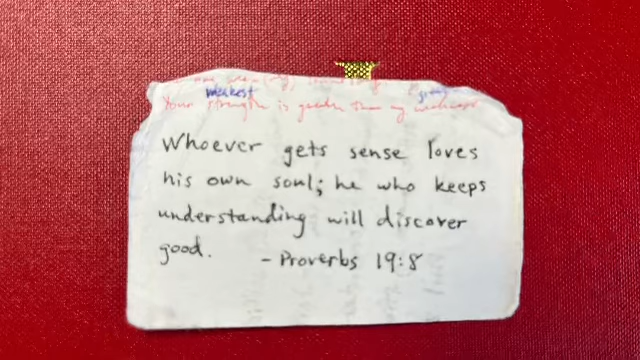 weakest
Your strength is greater than my weakness
Whoever gets sense loves
his own soul; he who keeps
understanding will discover
good. - Proverbs 19:8